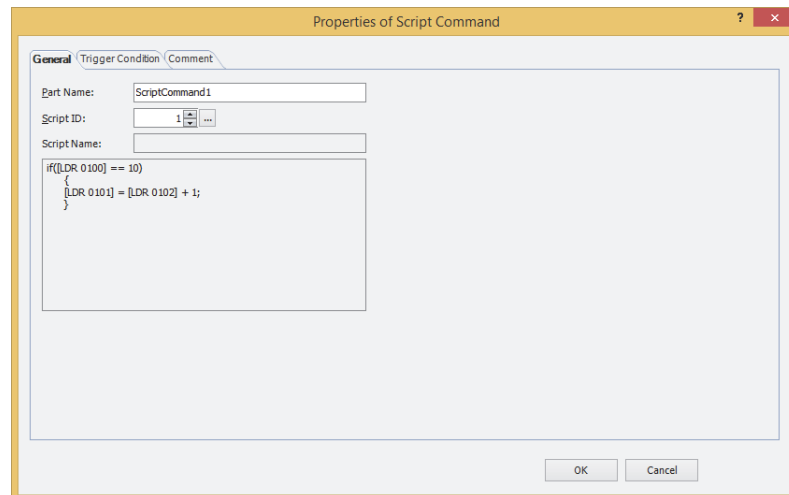 Properties of Script Command
? ×
General Trigger Condition Comment
Part Name: ScriptCommand1
Script ID: 1 ...
Script Name:
if([LDR 0100] == 10)
{
[LDR 0101] = [LDR 0102] + 1;
}
OK Cancel